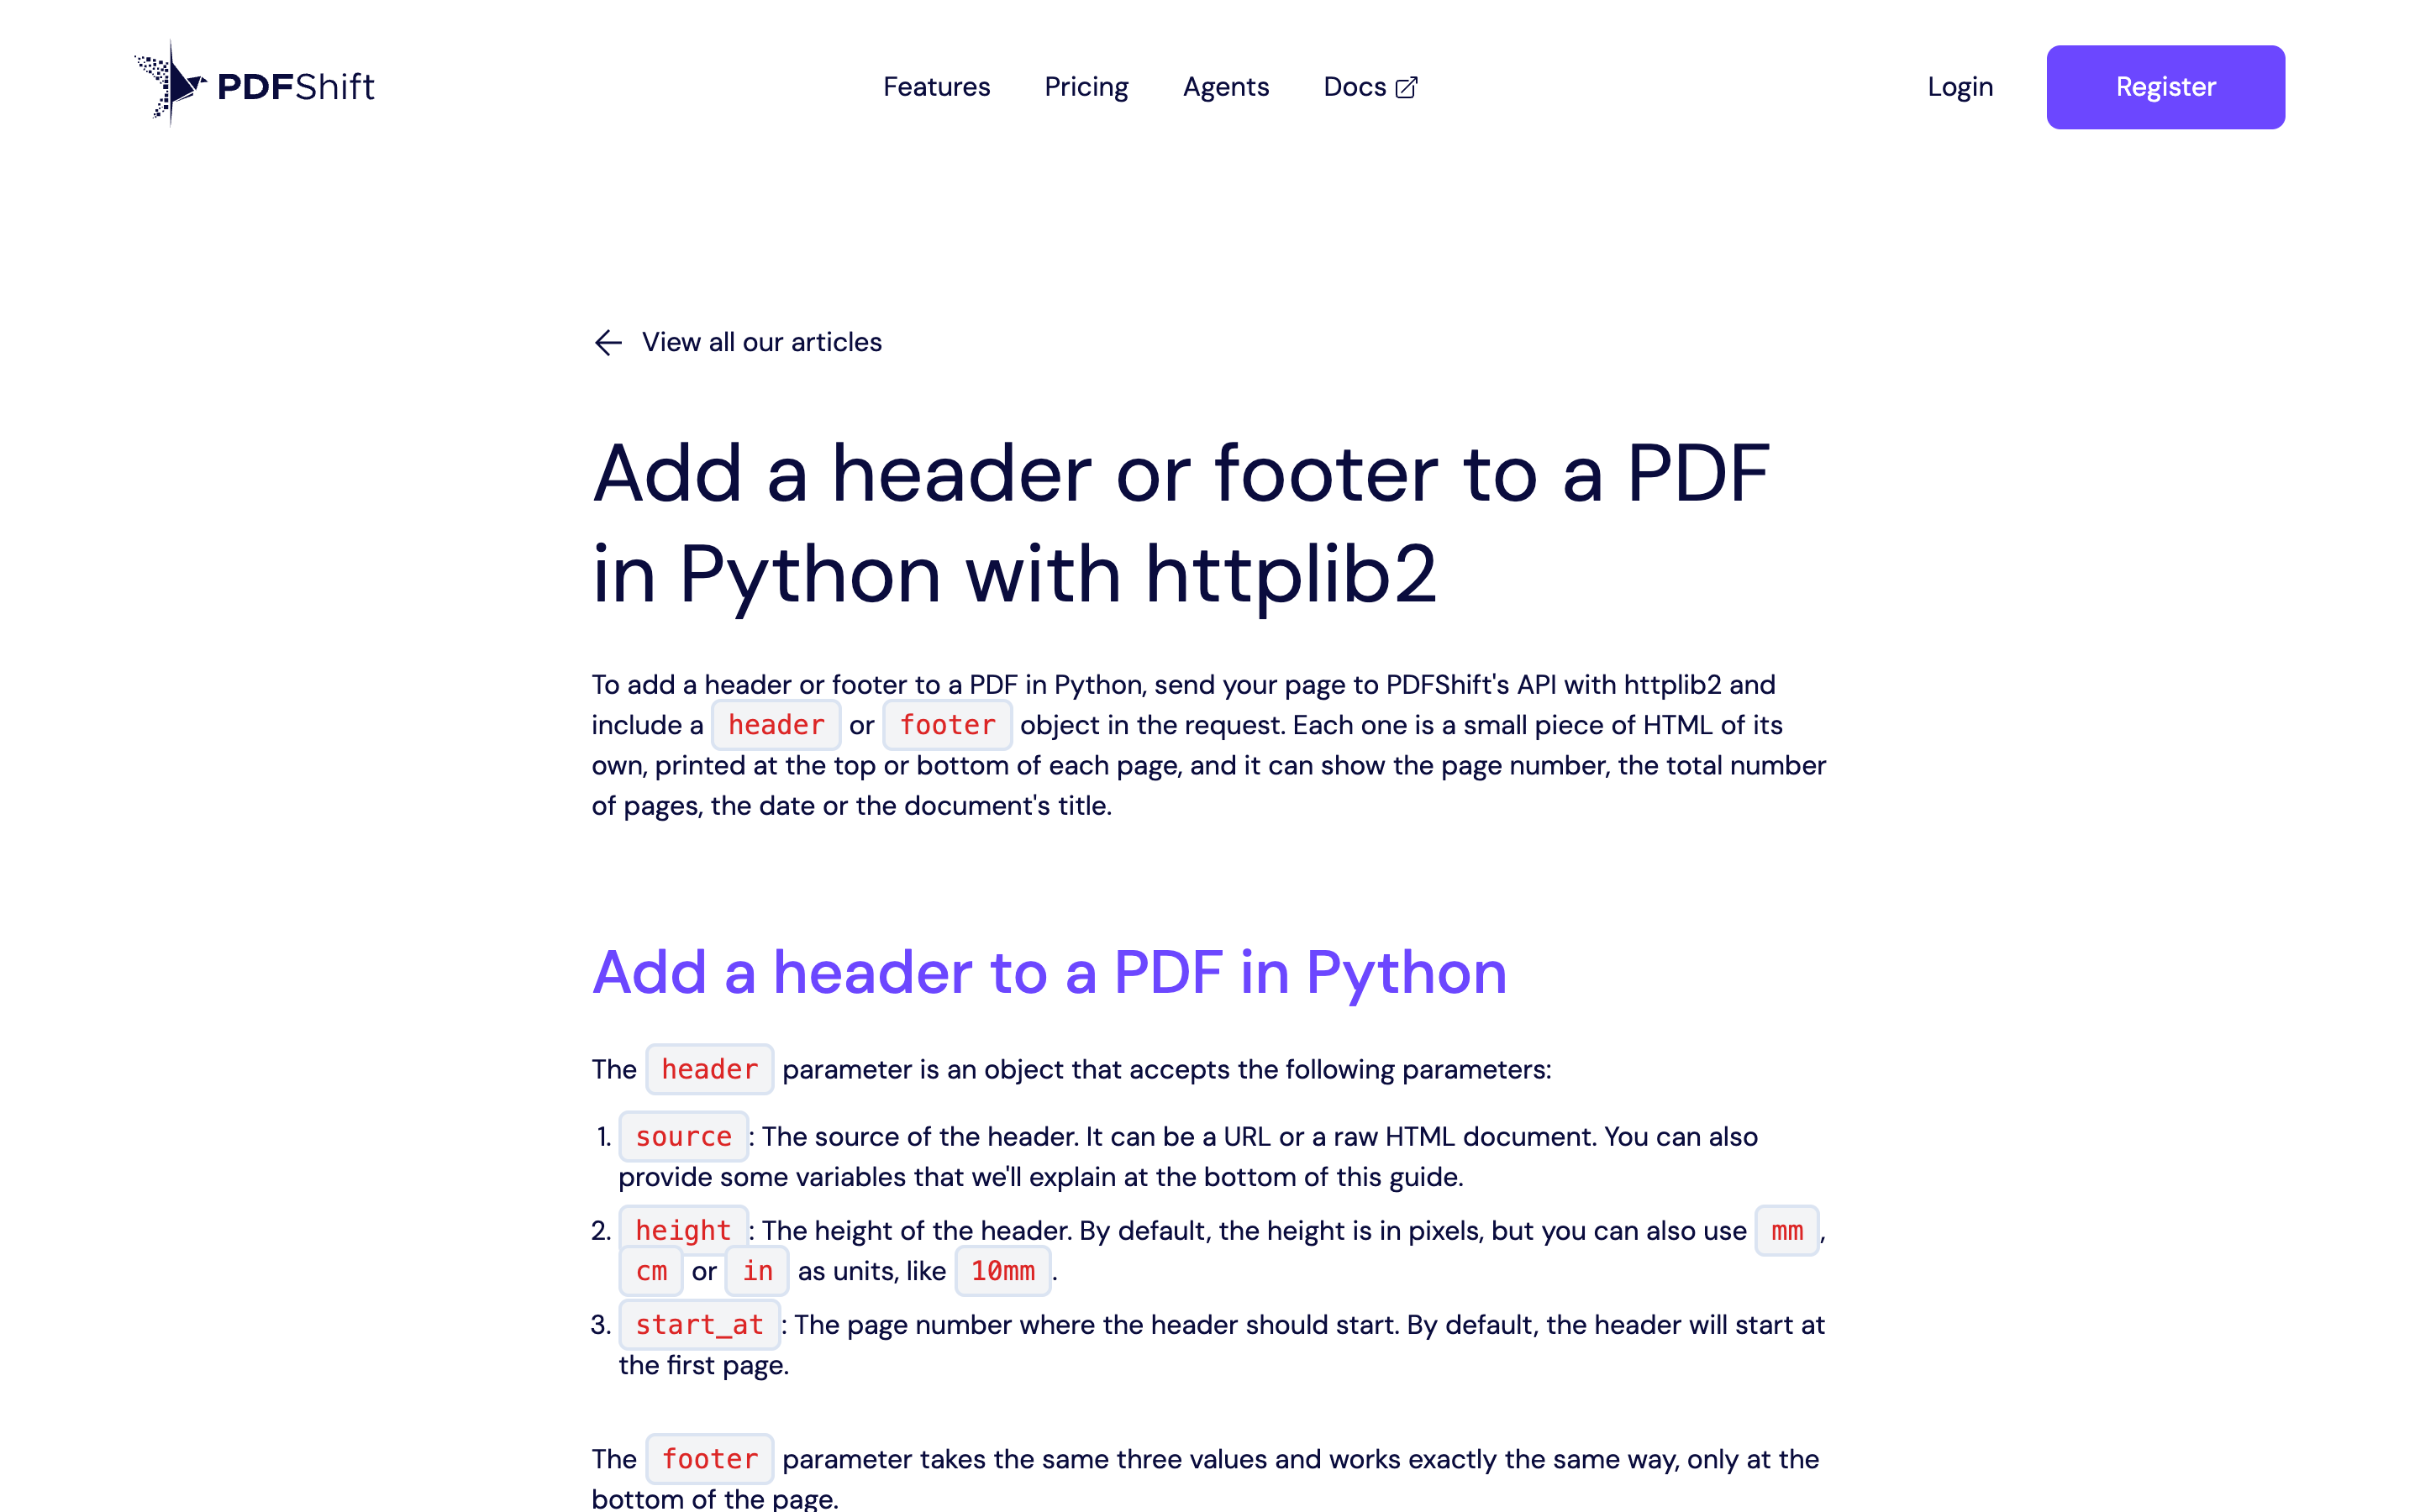 PDFShift
Features
Pricing
Agents
Docs
Login
Register
View all our articles
Add a header or footer to a PDF
in Python with httplib2
To add a header or footer to a PDF in Python, send your page to PDFShift's API with httplib2 and
include a header or footer object in the request. Each one is a small piece of HTML of its
own, printed at the top or bottom of each page, and it can show the page number, the total number
of pages, the date or the document's title.
Add a header to a PDF in Python
The header parameter is an object that accepts the following parameters:
1. source : The source of the header. It can be a URL or a raw HTML document. You can also
provide some variables that we'll explain at the bottom of this guide.
2. height : The height of the header. By default, the height is in pixels, but you can also use mm ,
cm or in as units, like 10mm .
3. start_at : The page number where the header should start. By default, the header will start at
the first page.
The footer parameter takes the same three values and works exactly the same way, only at the
bottom of the page.